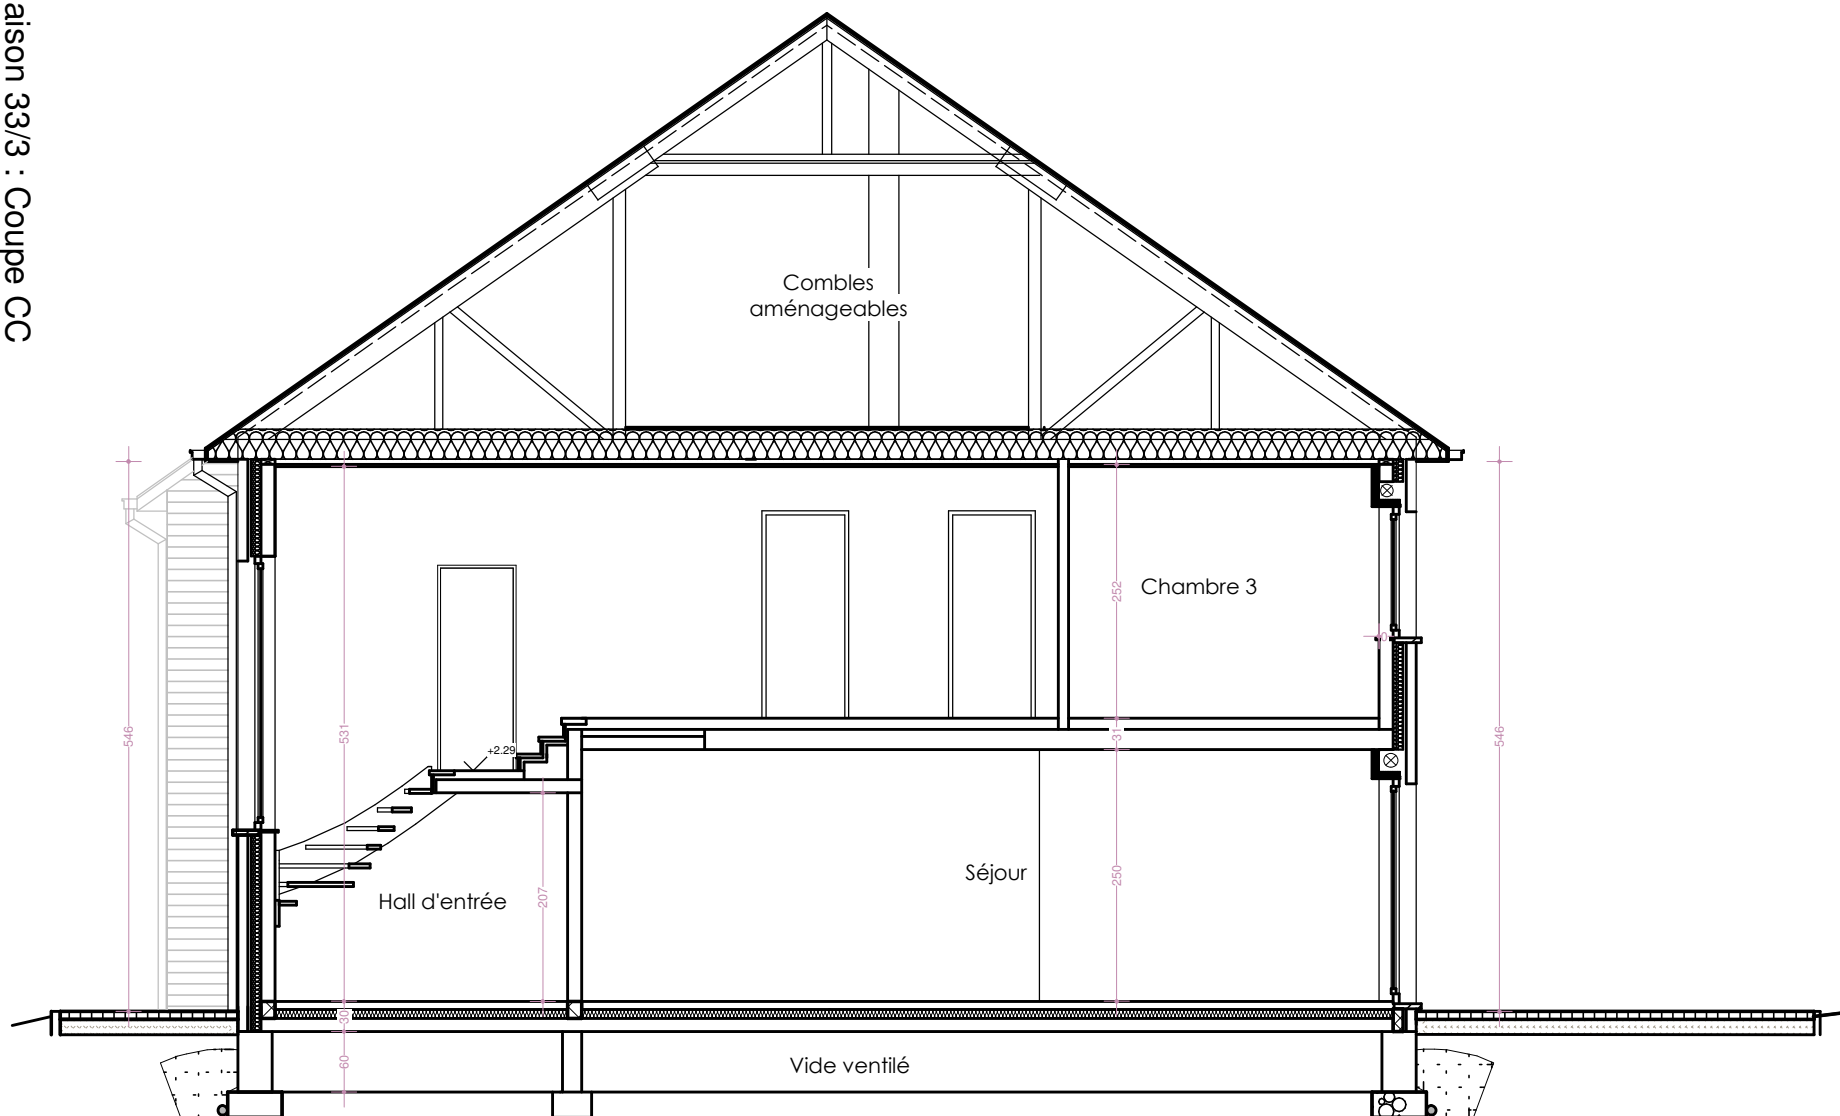 aison 33/3 : Coupe CC
Combles
aménageables
Chambre 3
252
546
531
546
+2.29
31
Séjour
250
Hall d'entrée
207
30
60
Vide ventilé